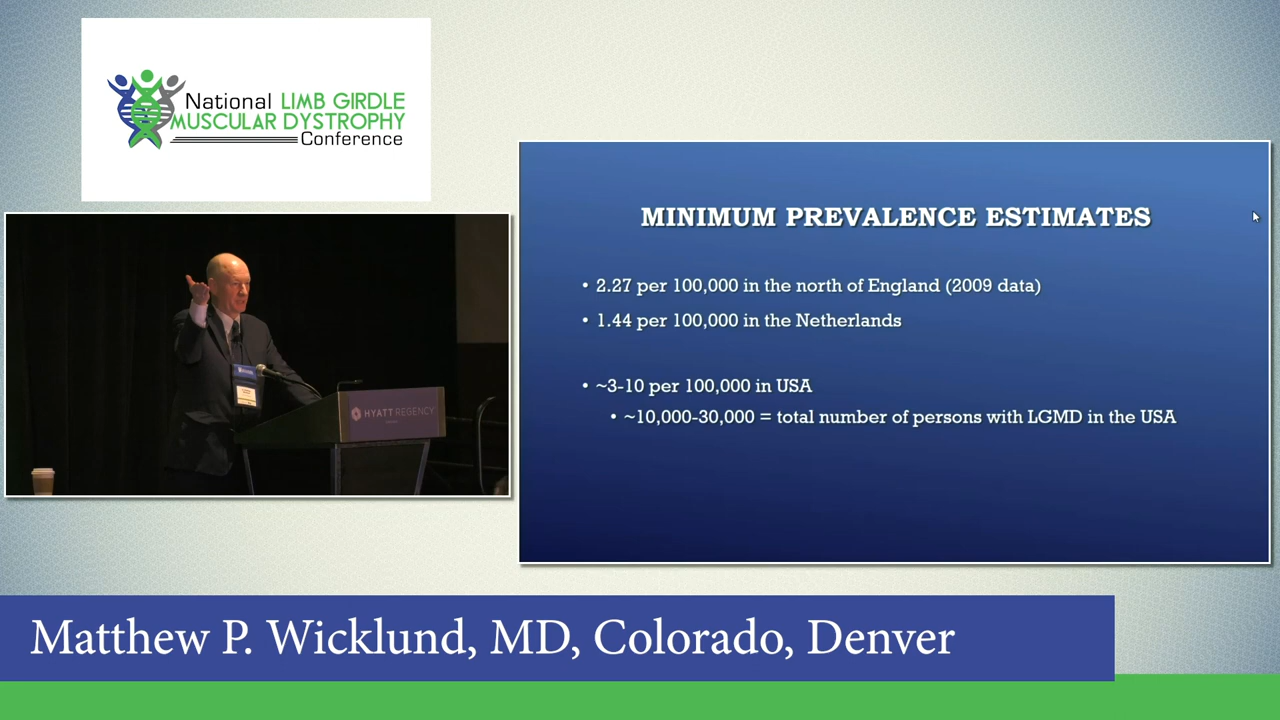 National LIMB GIRDLE
MUSCULAR DYSTROPHY
Conference
HYATT REGENCY
MINIMUM PREVALENCE ESTIMATES
• 2.27 per 100,000 in the north of England (2009 data)
• 1.44 per 100,000 in the Netherlands
• ~3-10 per 100,000 in USA
• ~10,000-30,000 = total number of persons with LGMD in the USA
Matthew P. Wicklund, MD, Colorado, Denver